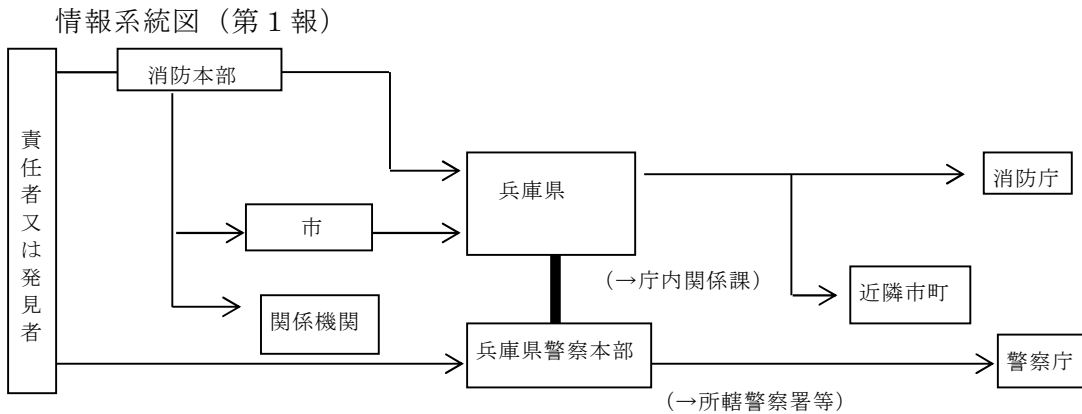 情報系統図（第１報）
責任者又は発見者
消防本部
兵庫県
消防庁
市
（→庁内関係課）
近隣市町
関係機関
兵庫県警察本部
警察庁
（→所轄警察署等）